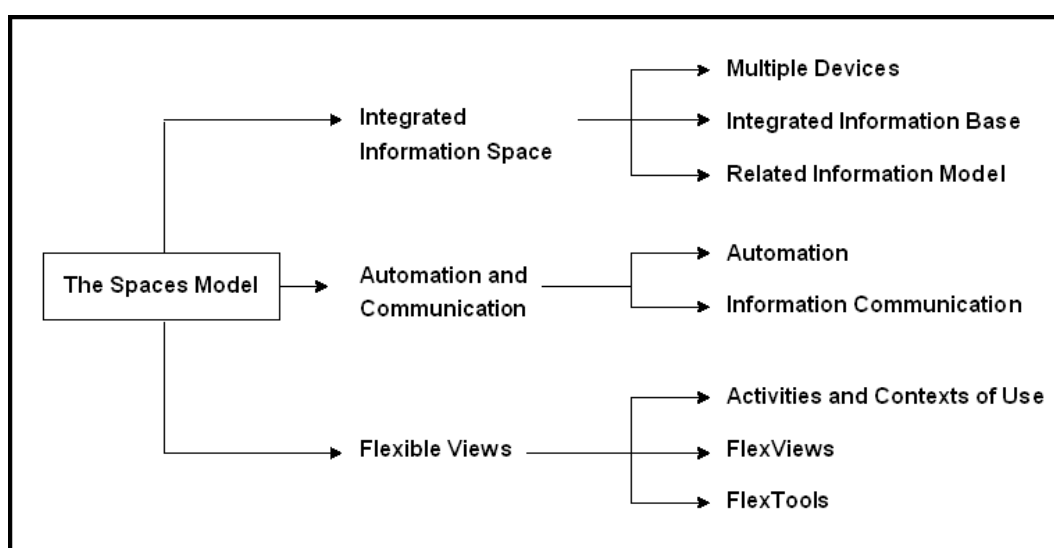 Multiple Devices
Integrated
Information Space
Integrated Information Base
Related Information Model
The Spaces Model
Automation and
Communication
Automation
Information Communication
Flexible Views
Activities and Contexts of Use
FlexViews
FlexTools